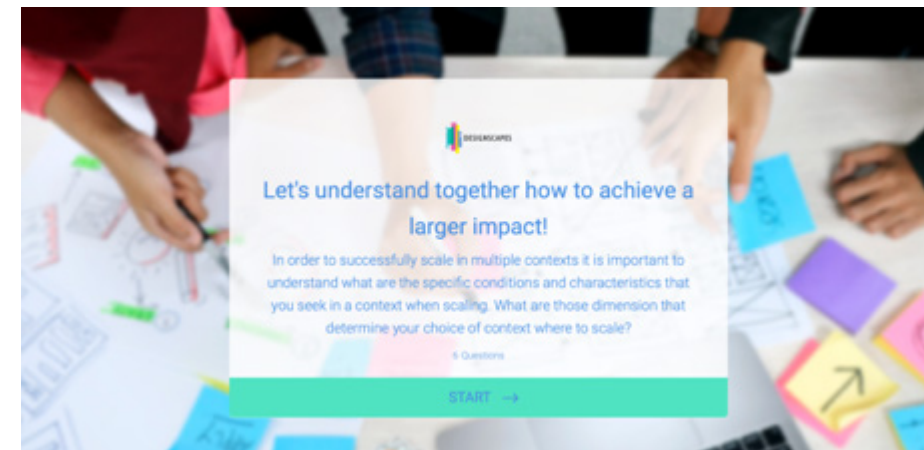 DESIGNSCAPES
Let's understand together how to achieve a
larger impact!
In order to successfully scale in multiple contexts it is important to
understand what are the specific conditions and characteristics that
you seek in a context when scaling. What are those dimension that
determine your choice of context where to scale?
6 Questions
START →